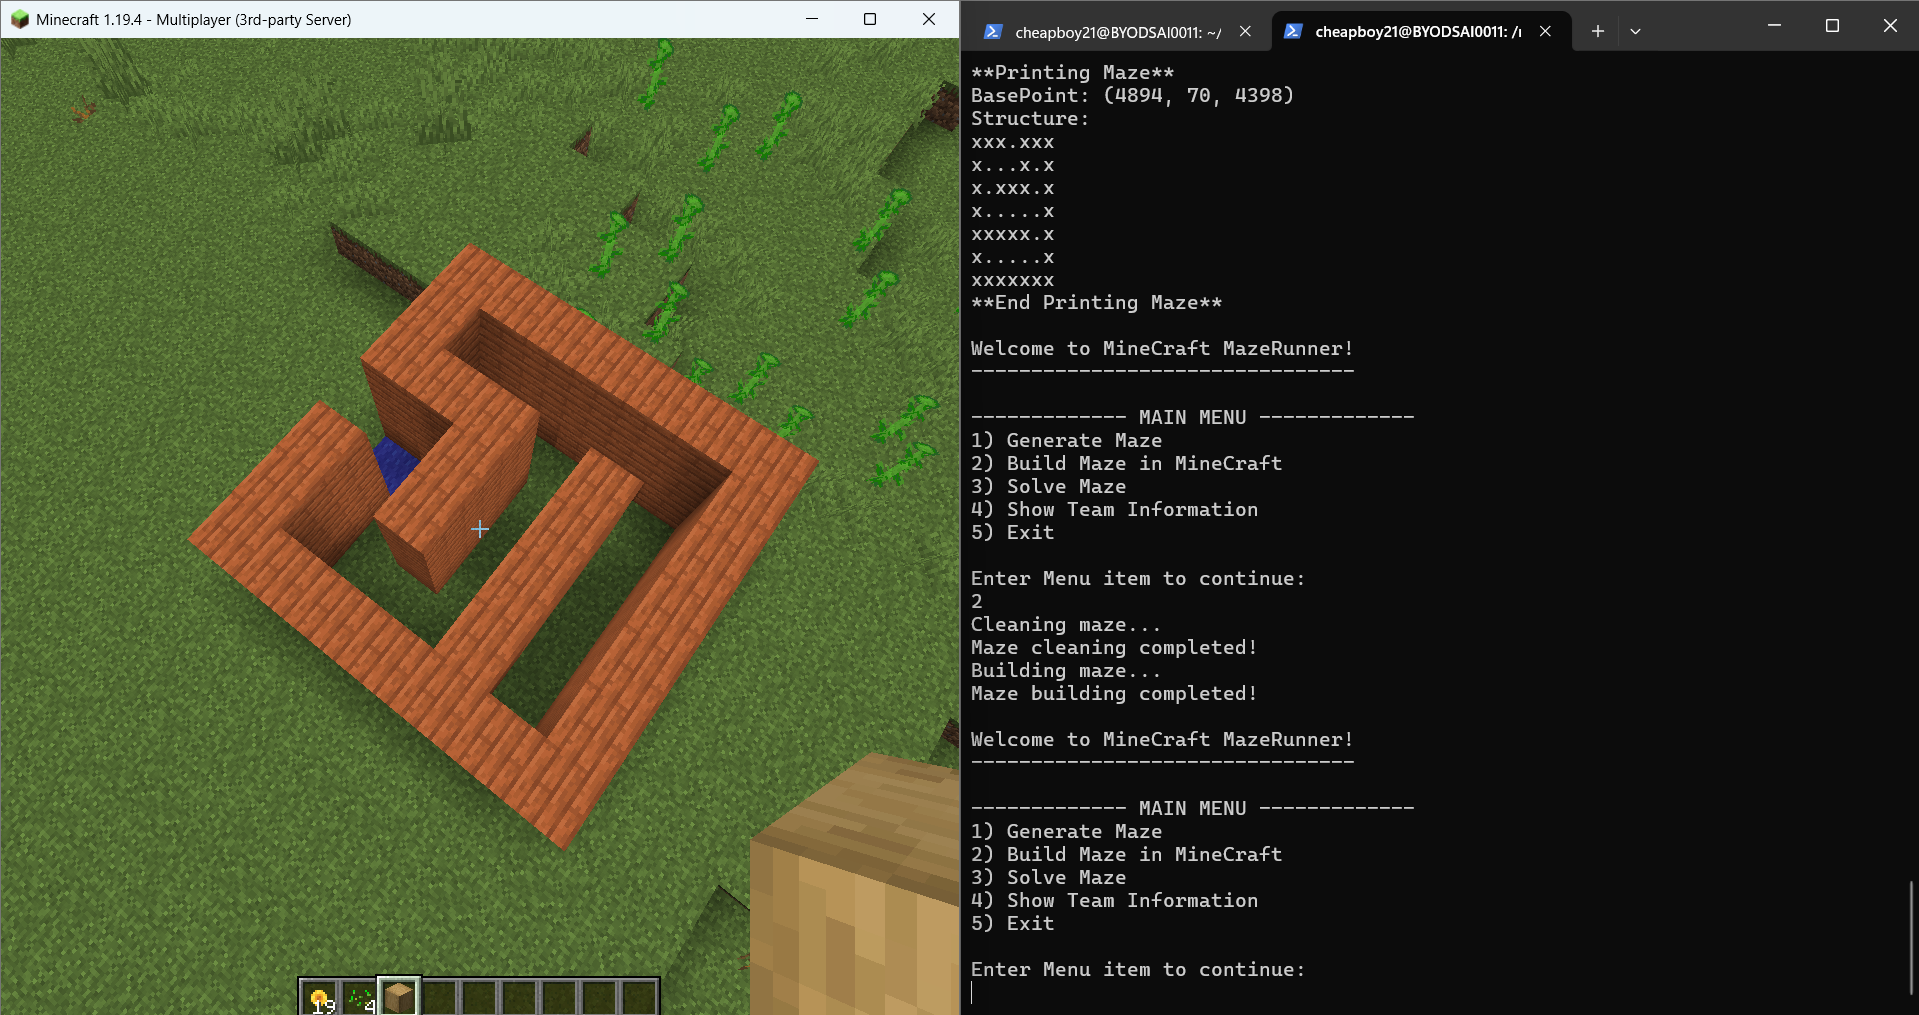 Minecraft 1.19.4 - Multiplayer (3rd-party Server)
19 4
cheapboy21@BYODSAI0011: ~/
cheapboy21@BYODSAI0011: /r
**Printing Maze**
BasePoint: (4894, 70, 4398)
Structure:
xxx.xxx
x...x.x
x.xxx.x
x.....x
xxxxx.x
x.....x
xxxxxxx
**End Printing Maze**
Welcome to MineCraft MazeRunner!
--------------------------------
------------- MAIN MENU -------------
1) Generate Maze
2) Build Maze in MineCraft
3) Solve Maze
4) Show Team Information
5) Exit
Enter Menu item to continue:
2
Cleaning maze...
Maze cleaning completed!
Building maze...
Maze building completed!
Welcome to MineCraft MazeRunner!
--------------------------------
------------- MAIN MENU -------------
1) Generate Maze
2) Build Maze in MineCraft
3) Solve Maze
4) Show Team Information
5) Exit
Enter Menu item to continue: